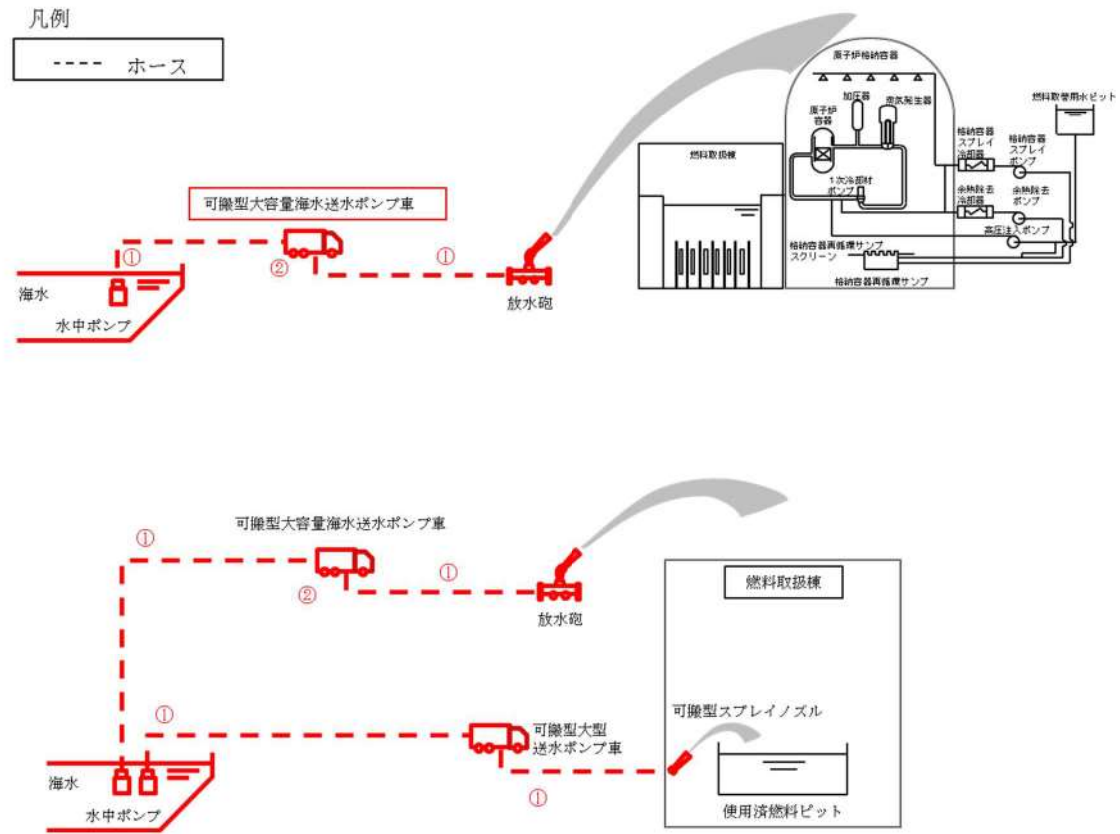 凡例
---- ホース
可搬型大容量海水送水ポンプ車
①
②
①
海水
水中ポンプ
放水砲
燃料取扱棟
原子炉格納容器
加圧器
蒸気発生器
原子炉
容器
1次冷却材
ポンプ
燃料取替用水ピット
格納容器
スプレイ
冷却器
格納容器
スプレイ
ポンプ
余熱除去
冷却器
余熱除去
ポンプ
高圧注入ポンプ
格納容器再循環サンプ
スクリーン
格納容器再循環サンプ
可搬型大容量海水送水ポンプ車
①
②
①
放水砲
燃料取扱棟
可搬型スプレイノズル
①
可搬型大型
送水ポンプ車
①
海水
水中ポンプ
使用済燃料ピット